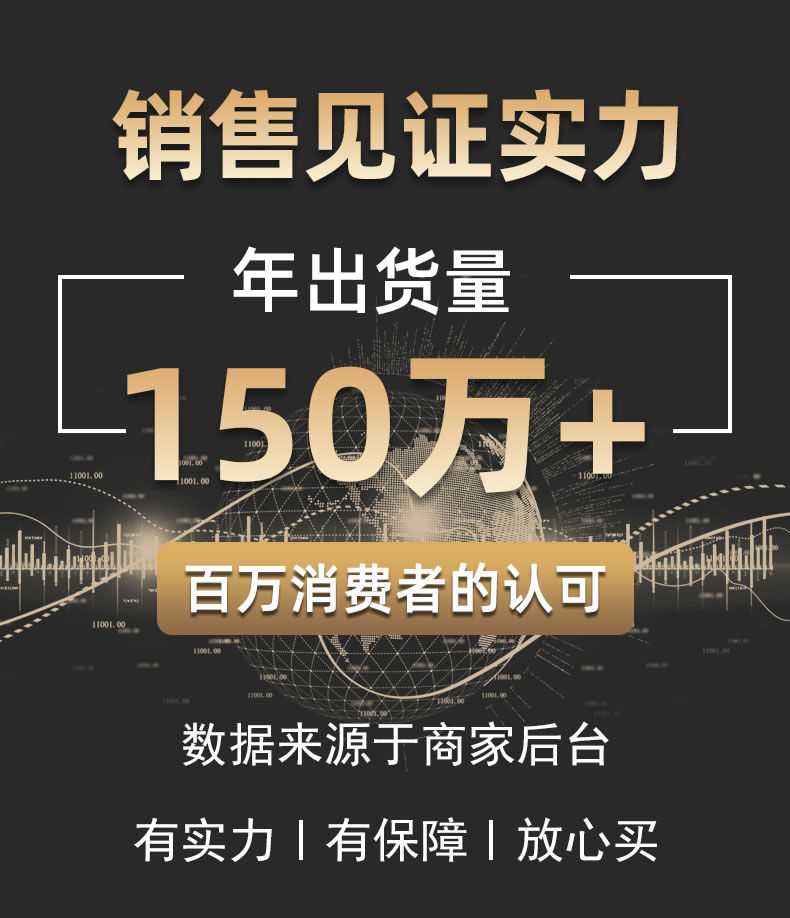 销售见证实力
年出货量
150万+
百万消费者的认可
数据来源于商家后台
有实力 | 有保障 | 放心买